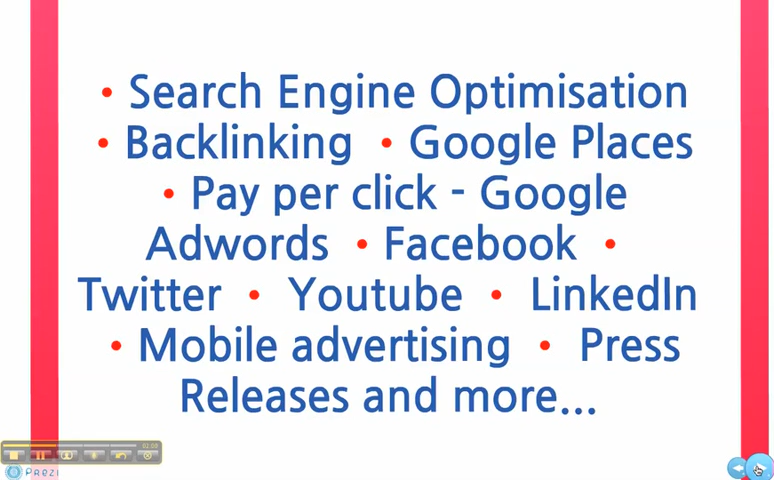 • Search Engine Optimisation
• Backlinking • Google Places
• Pay per click - Google
Adwords • Facebook •
Twitter • Youtube • LinkedIn
• Mobile advertising • Press
Releases and more...
Prezi